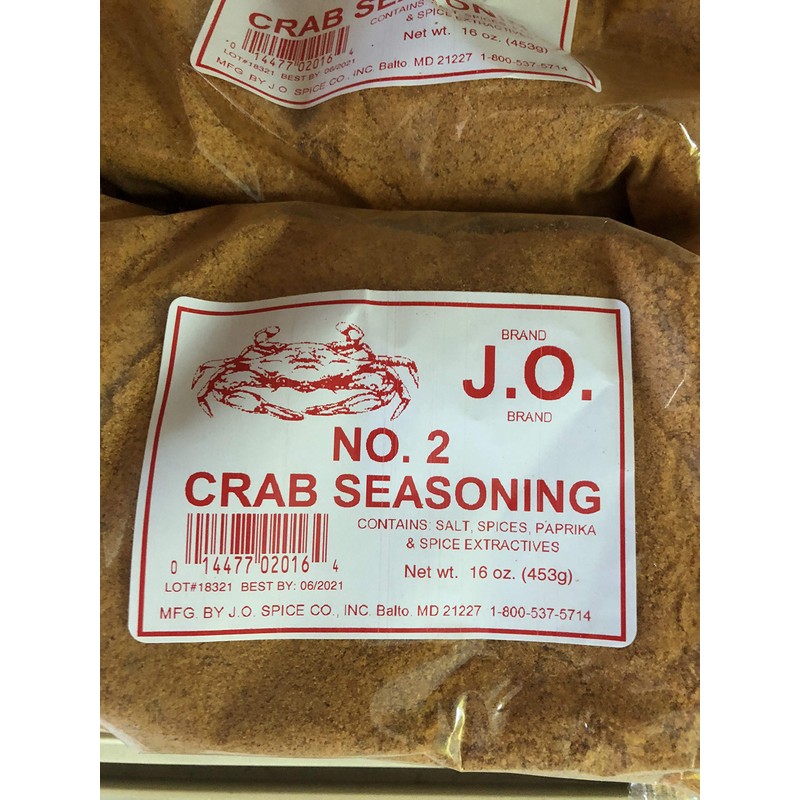 CRAB SEASONING
CONTAINS: SALT, SPICES,
& SPICE EXTRACTIVES
Net wt. 16 oz. (453g)
0 14477 02016 4
LOT#18321 BEST BY: 06/2021
MFG. BY J.O. SPICE CO., INC. Balto. MD 21227 1-800-537-5714
BRAND
J.O.
BRAND
NO. 2
CRAB SEASONING
CONTAINS: SALT, SPICES, PAPRIKA
& SPICE EXTRACTIVES
0 14477 02016 4
Net wt. 16 oz. (453g)
LOT#18321 BEST BY: 06/2021
MFG. BY J.O. SPICE CO., INC. Balto. MD 21227 1-800-537-5714